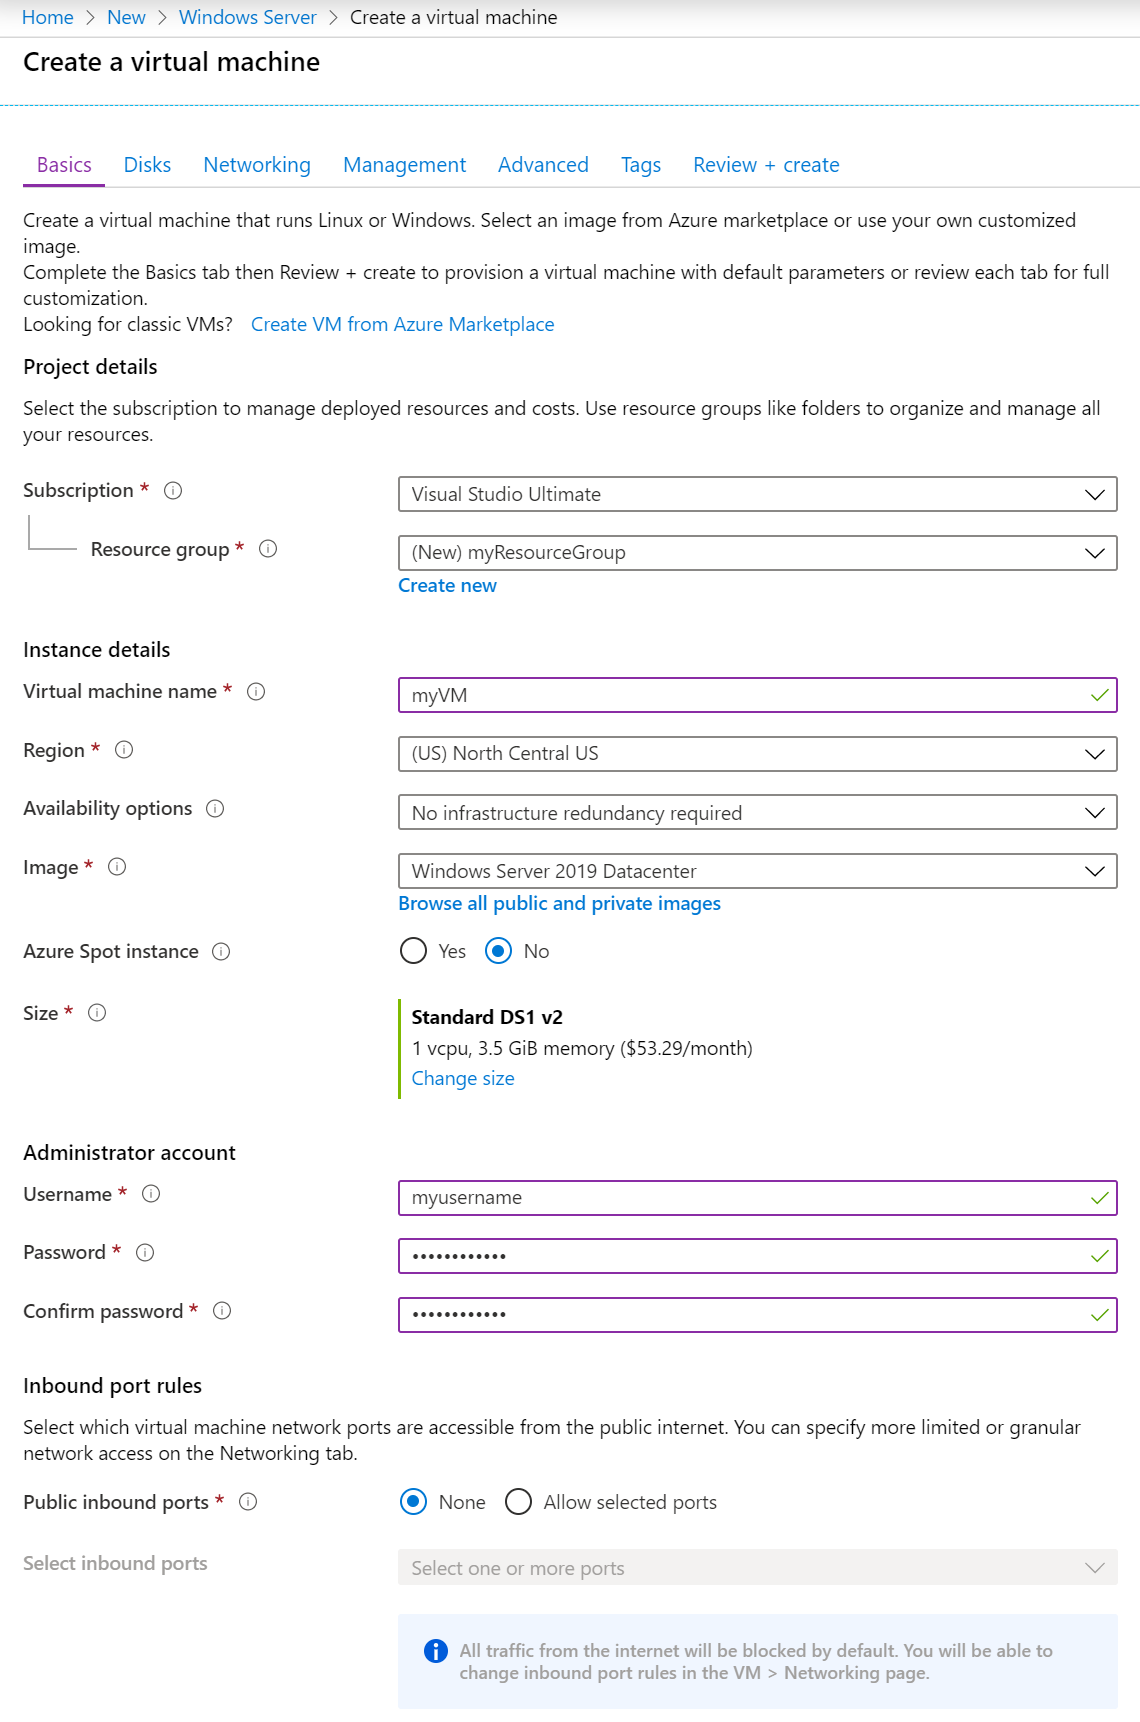 Home > New > Windows Server > Create a virtual machine
Create a virtual machine
Basics Disks Networking Management Advanced Tags Review + create
Create a virtual machine that runs Linux or Windows. Select an image from Azure marketplace or use your own customized
image.
Complete the Basics tab then Review + create to provision a virtual machine with default parameters or review each tab for full
customization.
Looking for classic VMs? Create VM from Azure Marketplace
Project details
Select the subscription to manage deployed resources and costs. Use resource groups like folders to organize and manage all
your resources.
Subscription * Visual Studio Ultimate
Resource group * (New) myResourceGroup
Create new
Instance details
Virtual machine name * myVM
Region * (US) North Central US
Availability options No infrastructure redundancy required
Image * Windows Server 2019 Datacenter
Browse all public and private images
Azure Spot instance Yes No
Size * Standard DS1 v2
1 vcpu, 3.5 GiB memory ($53.29/month)
Change size
Administrator account
Username * myusername
Password * ••••••••••••
Confirm password * ••••••••••••
Inbound port rules
Select which virtual machine network ports are accessible from the public internet. You can specify more limited or granular
network access on the Networking tab.
Public inbound ports * None Allow selected ports
Select inbound ports Select one or more ports
All traffic from the internet will be blocked by default. You will be able to
change inbound port rules in the VM > Networking page.